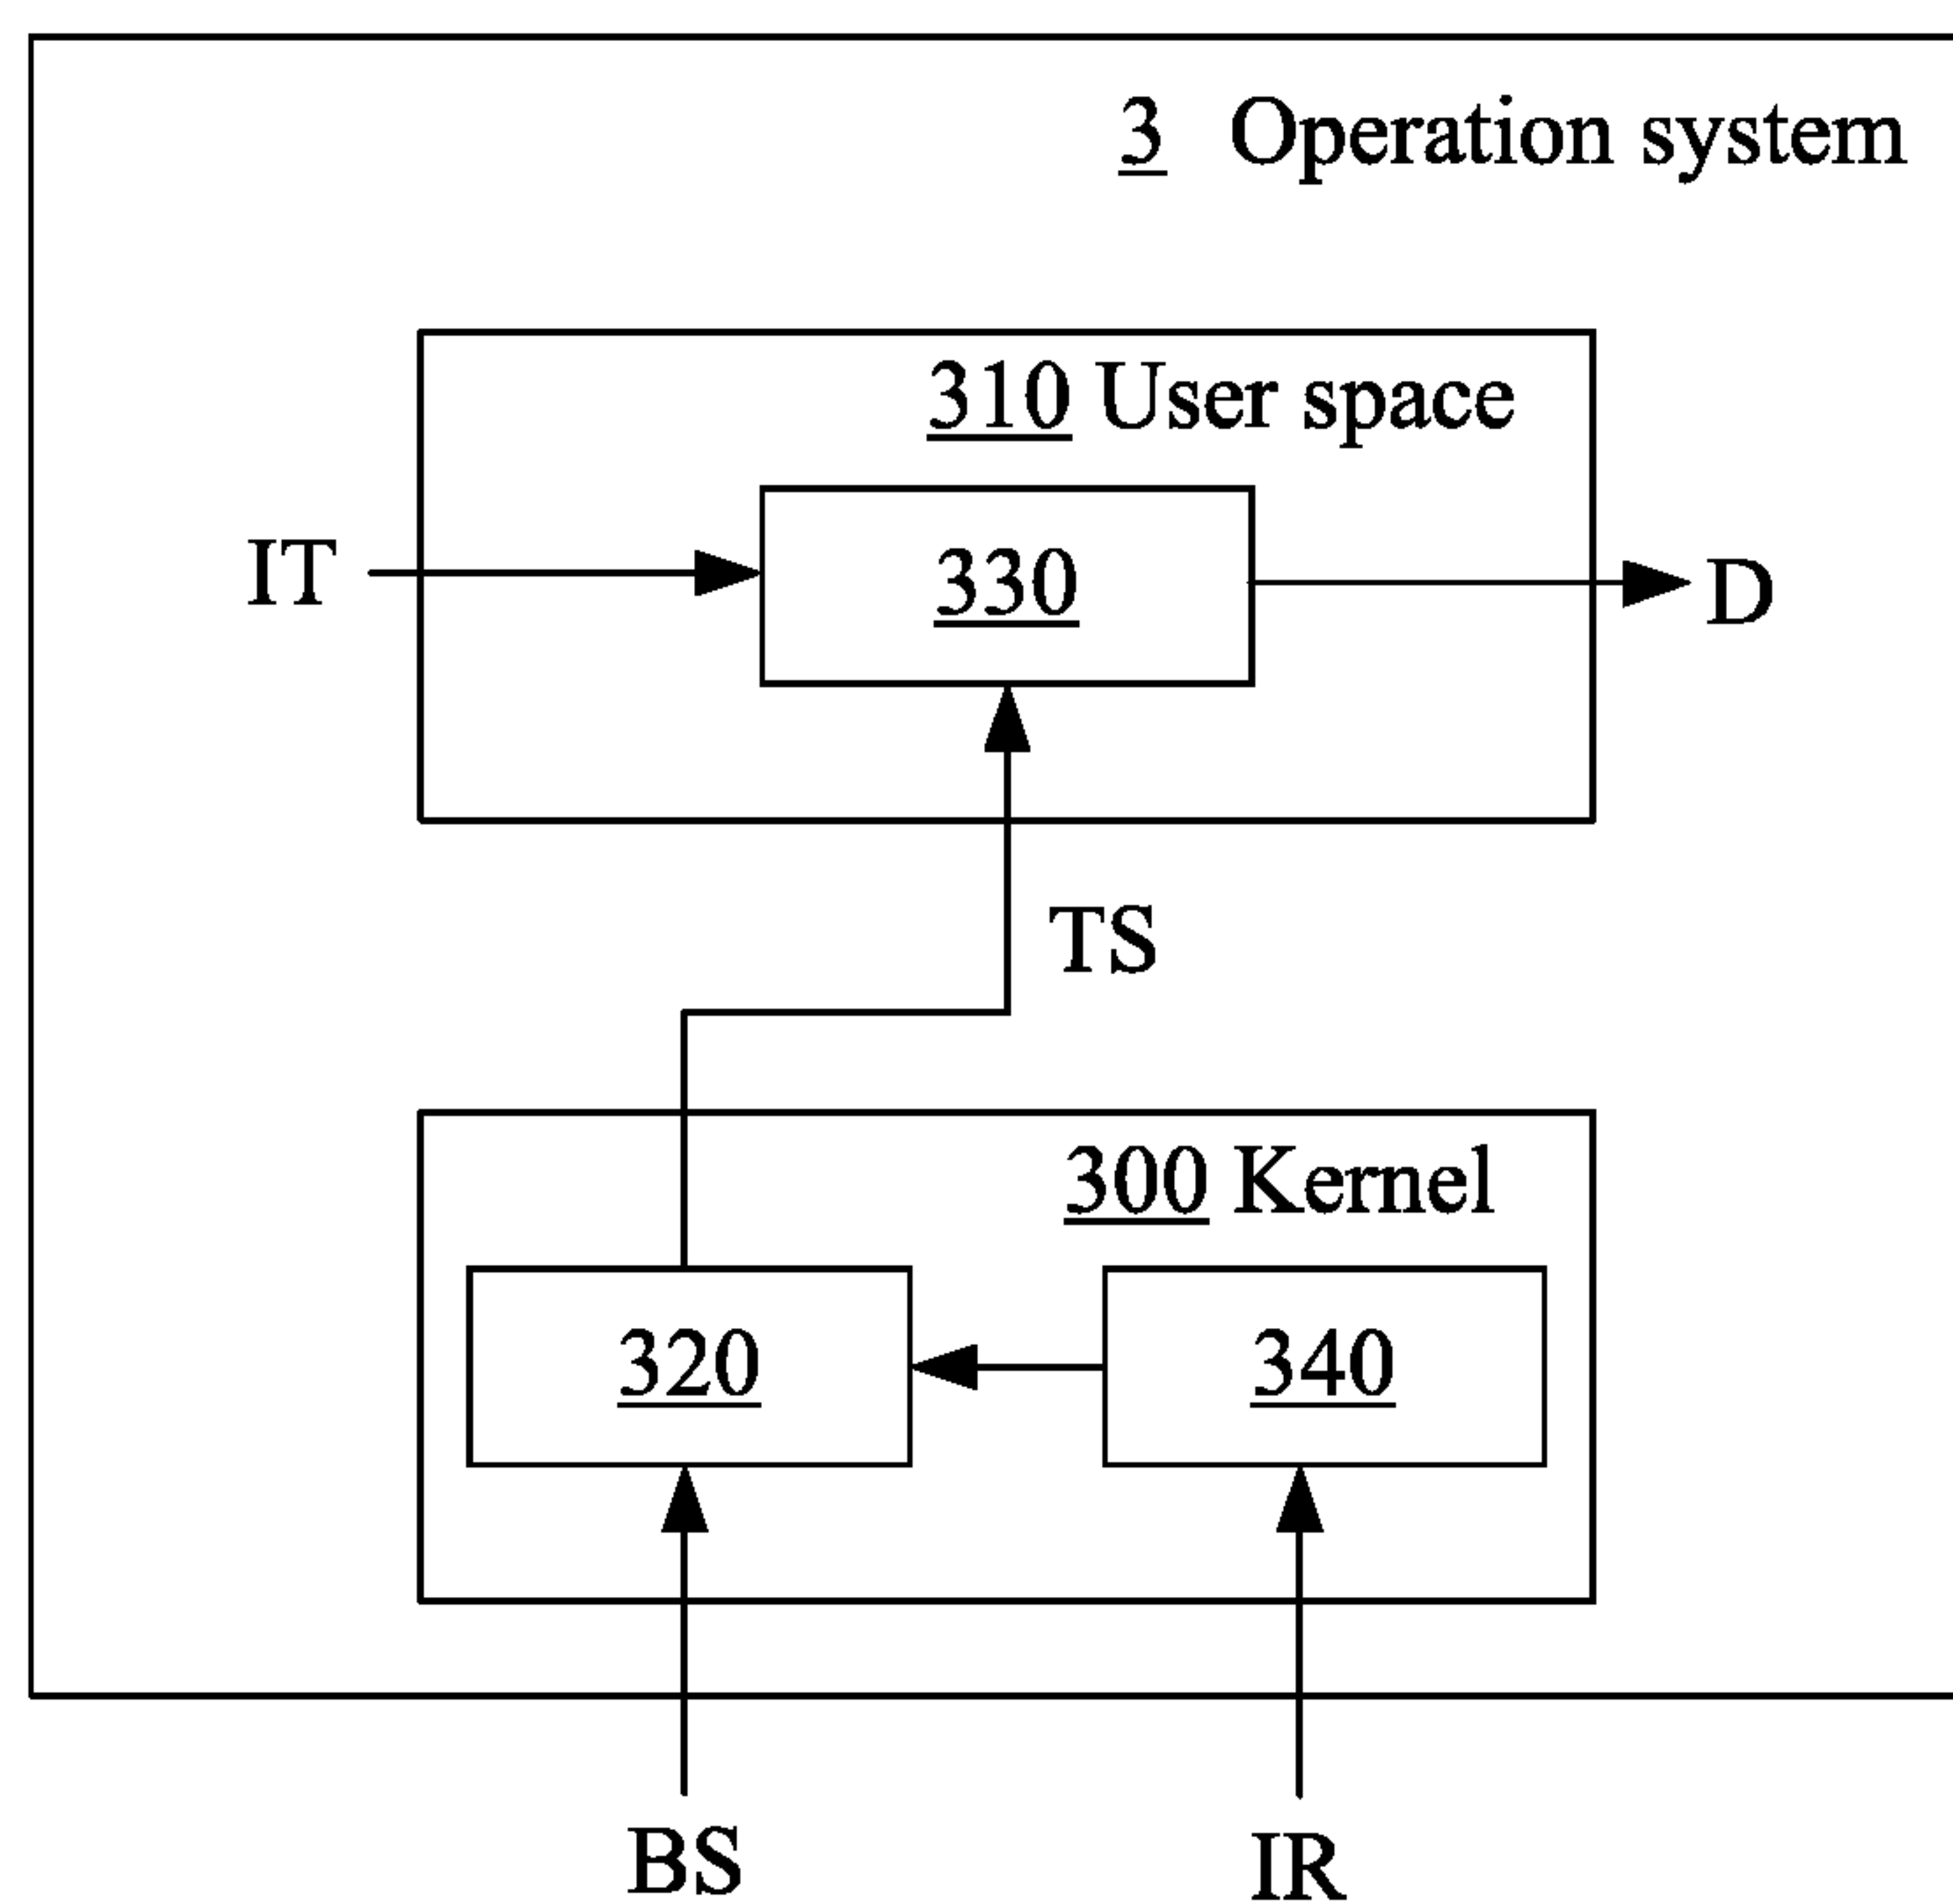 3 Operation system
310 User space
IT
330
D
TS
300 Kernel
320
340
BS
IR